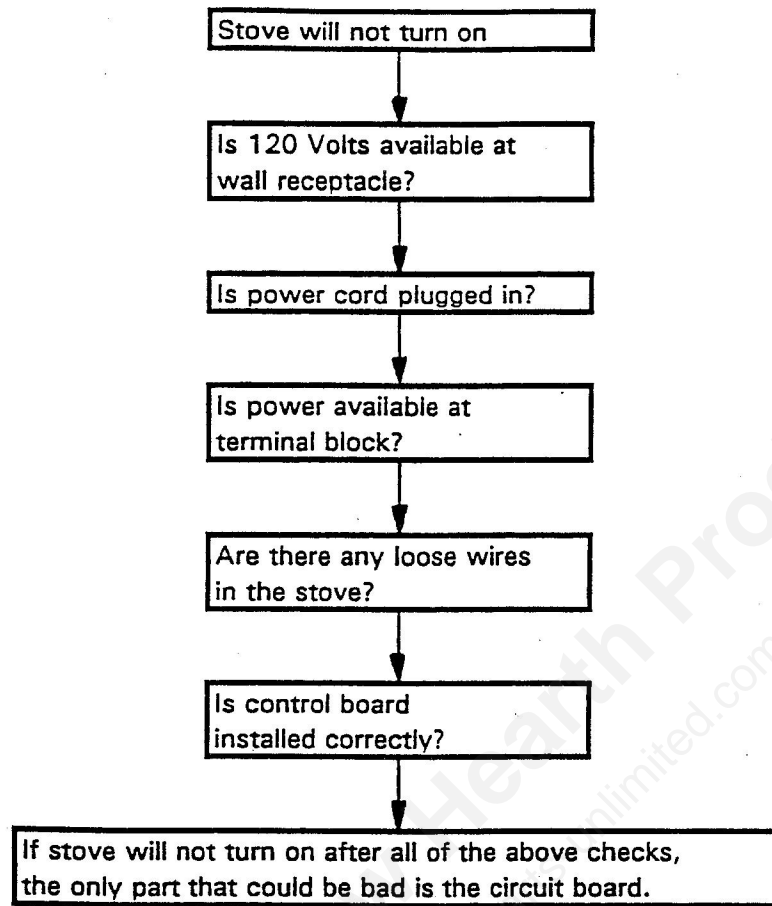 Stove will not turn on
Is 120 Volts available at
wall receptacle?
Is power cord plugged in?
Is power available at
terminal block?
Are there any loose wires
in the stove?
Is control board
installed correctly?
If stove will not turn on after all of the above checks,
the only part that could be bad is the circuit board.
Hearth
unlimited.com